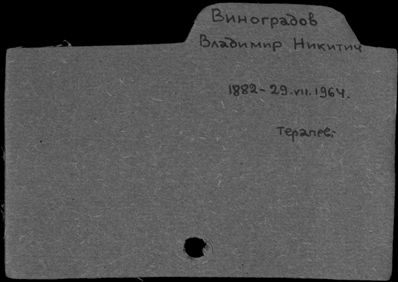 Виноградов
Владимир Никитич
1882-29.VII.1964.
Терапев: